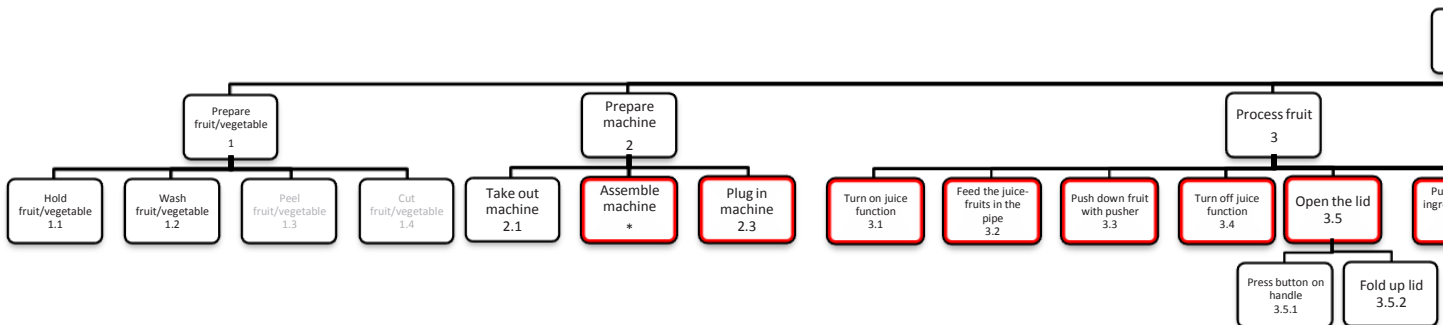 Prepare
fruit/vegetable
1
Prepare
machine
2
Process fruit
3
Hold
fruit/vegetable
1.1
Wash
fruit/vegetable
1.2
Peel
fruit/vegetable
1.3
Cut
fruit/vegetable
1.4
Take out
machine
2.1
Assemble
machine
*
Plug in
machine
2.3
Turn on juice
function
3.1
Feed the juice-
fruits in the
pipe
3.2
Push down fruit
with pusher
3.3
Turn off juice
function
3.4
Open the lid
3.5
Press button on
handle
3.5.1
Fold up lid
3.5.2